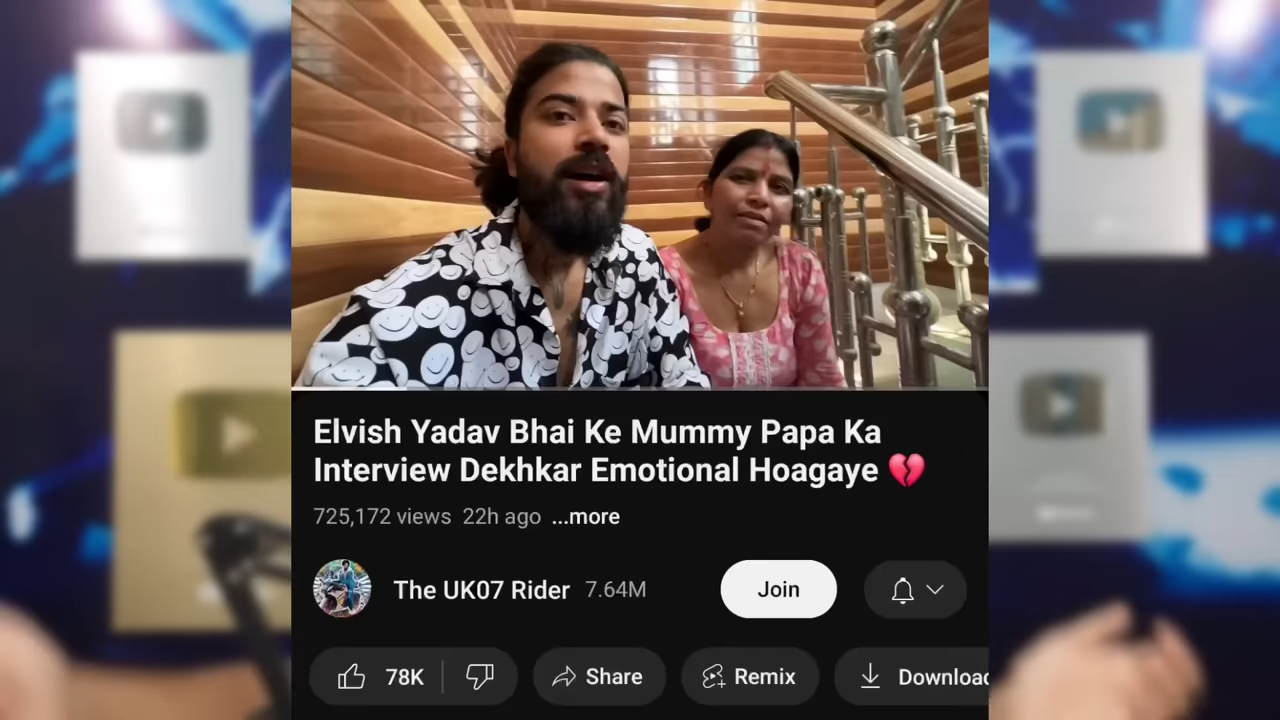 Elvish Yadav Bhai Ke Mummy Papa Ka
Interview Dekhkar Emotional Hoagaye 💔
725,172 views 22h ago ...more
The UK07 Rider 7.64M
Join
78K
Share
Remix
Download